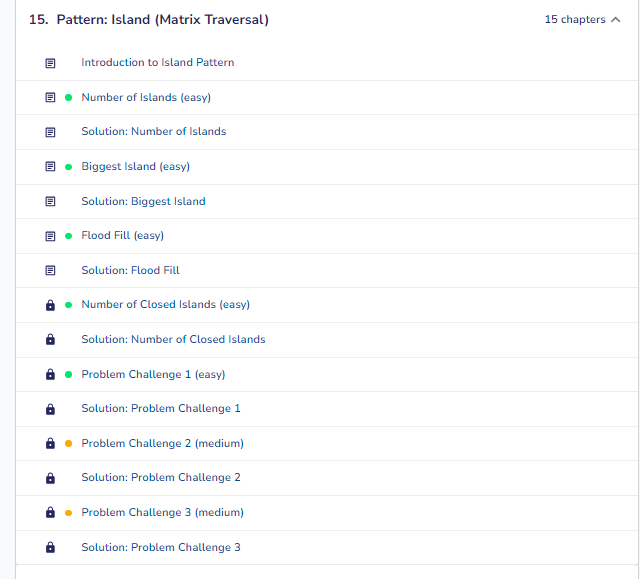 15. Pattern: Island (Matrix Traversal) 15 chapters
Introduction to Island Pattern
Number of Islands (easy)
Solution: Number of Islands
Biggest Island (easy)
Solution: Biggest Island
Flood Fill (easy)
Solution: Flood Fill
Number of Closed Islands (easy)
Solution: Number of Closed Islands
Problem Challenge 1 (easy)
Solution: Problem Challenge 1
Problem Challenge 2 (medium)
Solution: Problem Challenge 2
Problem Challenge 3 (medium)
Solution: Problem Challenge 3